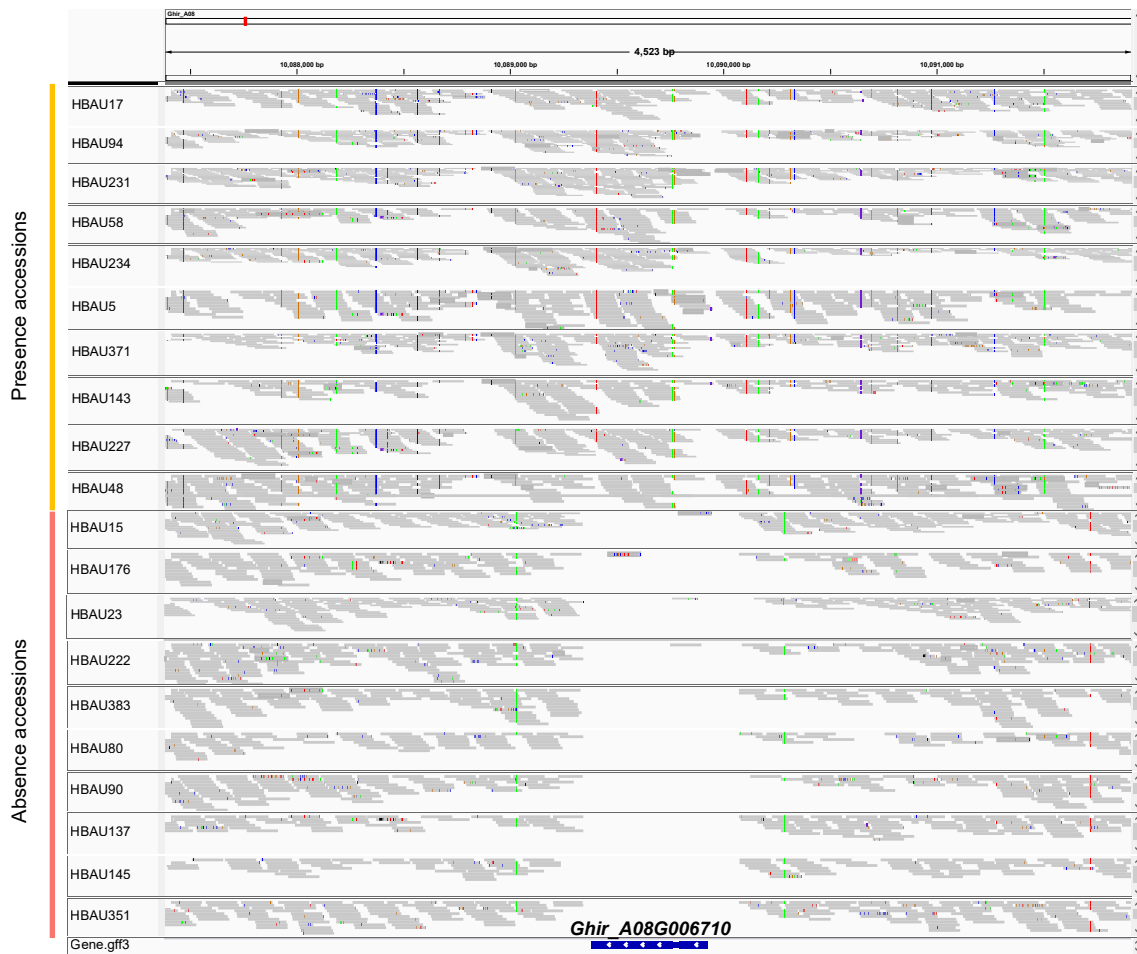 Ghir_A08
4,523 bp
10,088,000 bp
10,089,000 bp
10,090,000 bp
10,091,000 bp
Presence accessions
HBAU17
HBAU94
HBAU231
HBAU58
HBAU234
HBAU5
HBAU371
HBAU143
HBAU227
HBAU48
Absence accessions
HBAU15
HBAU176
HBAU23
HBAU222
HBAU383
HBAU80
HBAU90
HBAU137
HBAU145
HBAU351
Ghir_A08G006710
Gene.gff3